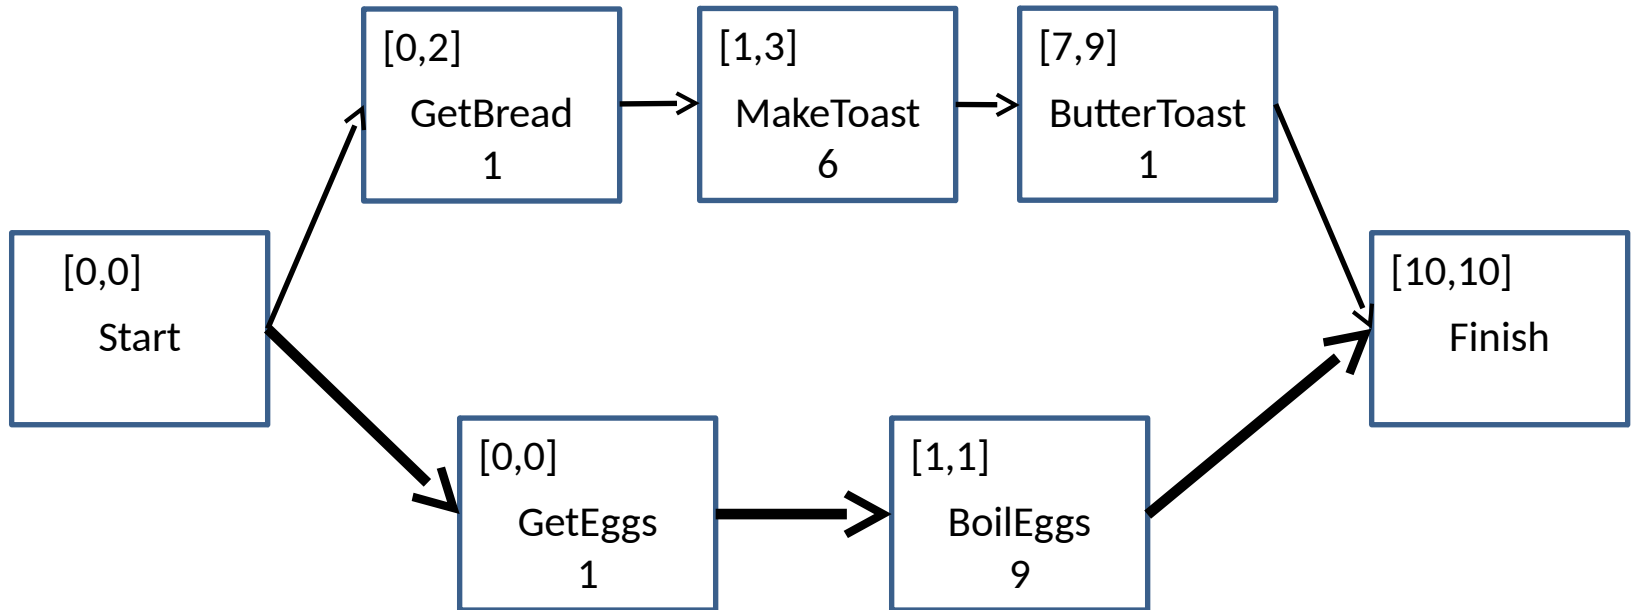 [0,2]
GetBread
1
[1,3]
MakeToast
6
[7,9]
ButterToast
1
[0,0]
Start
[10,10]
Finish
[0,0]
GetEggs
1
[1,1]
BoilEggs
9